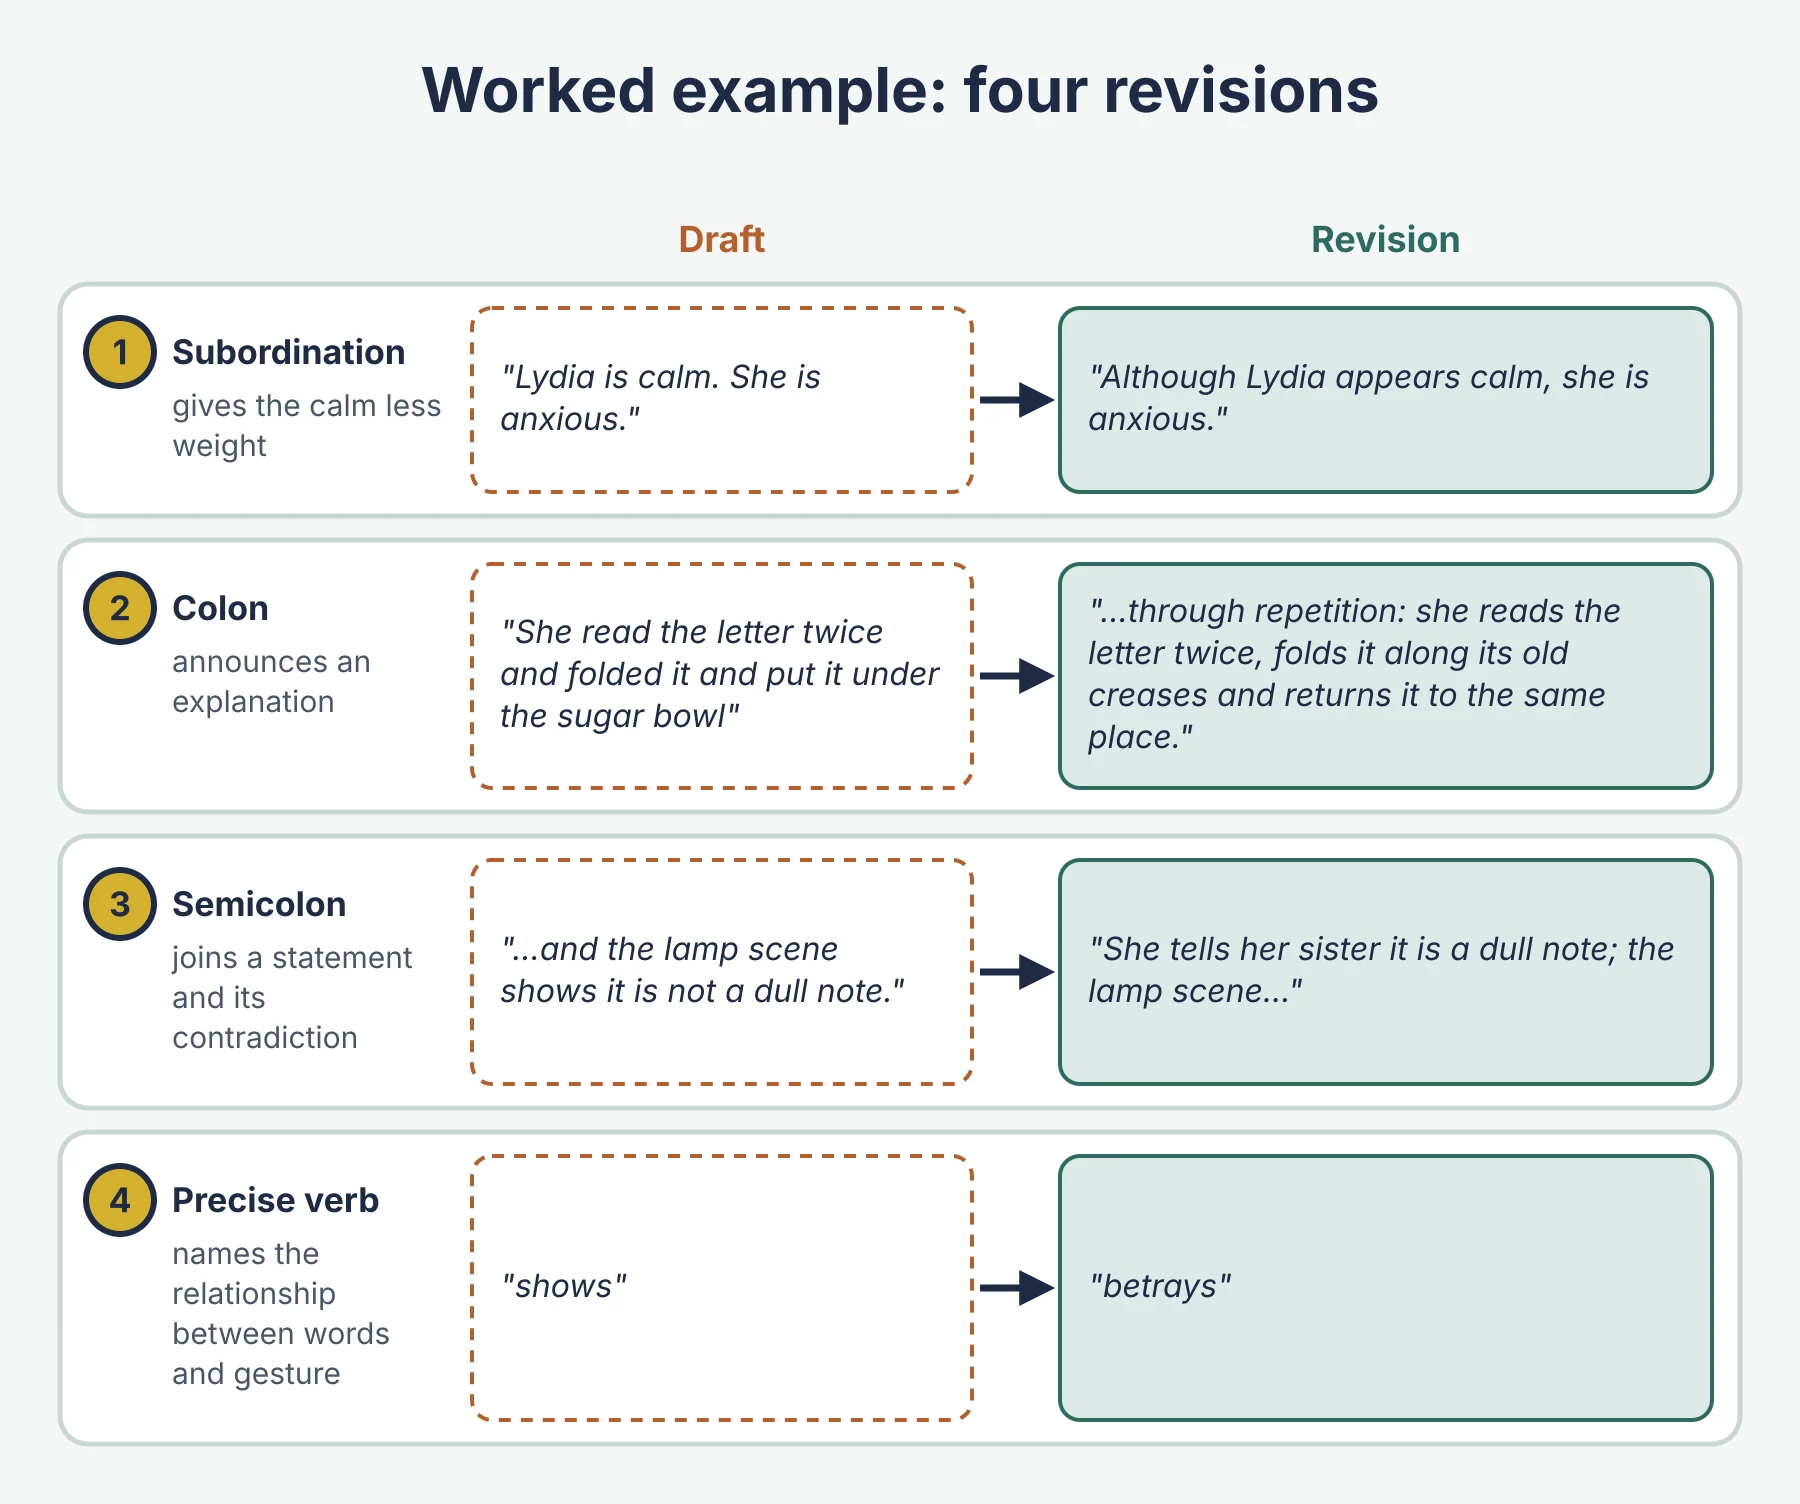 Worked example: four revisions
Draft
Revision
1
Subordination
gives the calm less
weight
"Lydia is calm. She is
anxious."
"Although Lydia appears calm, she is
anxious."
2
Colon
announces an
explanation
"She read the letter twice
and folded it and put it under
the sugar bowl"
"...through repetition: she reads the
letter twice, folds it along its old
creases and returns it to the same
place."
3
Semicolon
joins a statement
and its
contradiction
"...and the lamp scene
shows it is not a dull note."
"She tells her sister it is a dull note; the
lamp scene..."
4
Precise verb
names the
relationship
between words
and gesture
"shows"
"betrays"